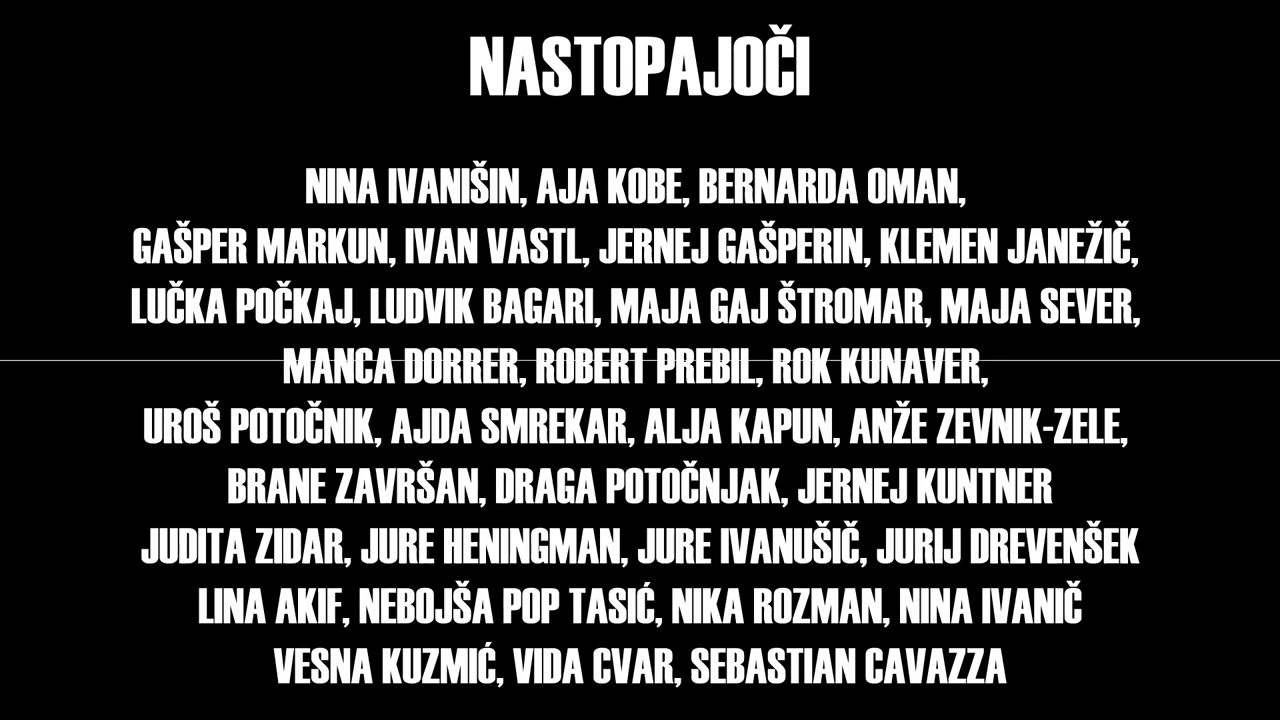 NASTOPAJOČI
NINA IVANIŠIN, AJA KOBE, BERNARDA OMAN,
GAŠPER MARKUN, IVAN VASTL, JERNEJ GAŠPERIN, KLEMEN JANEŽIČ,
LUČKA POČKAJ, LUDVIK BAGARI, MAJA GAJ ŠTROMAR, MAJA SEVER,
MANCA DORRER, ROBERT PREBIL, ROK KUNAVER,
UROŠ POTOČNIK, AJDA SMREKAR, ALJA KAPUN, ANŽE ZEVNIK-ZELE,
BRANE ZAVRŠAN, DRAGA POTOČNJAK, JERNEJ KUNTNER
JUDITA ZIDAR, JURE HENINGMAN, JURE IVANUŠIČ, JURIJ DREVENŠEK
LINA AKIF, NEBOJŠA POP TASIĆ, NIKA ROZMAN, NINA IVANIČ
VESNA KUZMIĆ, VIDA CVAR, SEBASTIAN CAVAZZA